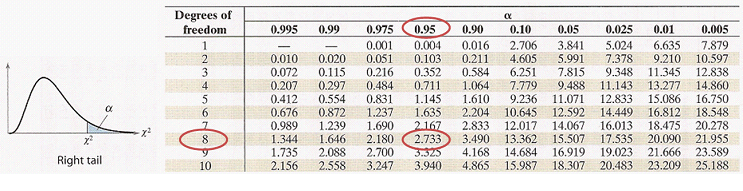 Degrees of freedom α
0.995 0.99 0.975 0.95 0.90 0.10 0.05 0.025 0.01 0.005
1 — — 0.001 0.004 0.016 2.706 3.841 5.024 6.635 7.879
2 0.010 0.020 0.051 0.103 0.211 4.605 5.991 7.378 9.210 10.597
3 0.072 0.115 0.216 0.352 0.584 6.251 7.815 9.348 11.345 12.838
4 0.207 0.297 0.484 0.711 1.064 7.779 9.488 11.143 13.277 14.860
5 0.412 0.554 0.831 1.145 1.610 9.236 11.071 12.833 15.086 16.750
6 0.676 0.872 1.237 1.635 2.204 10.645 12.592 14.449 16.812 18.548
7 0.989 1.239 1.690 2.167 2.833 12.017 14.067 16.013 18.475 20.278
8 1.344 1.646 2.180 2.733 3.490 13.362 15.507 17.535 20.090 21.955
9 1.735 2.088 2.700 3.325 4.168 14.684 16.919 19.023 21.666 23.589
10 2.156 2.558 3.247 3.940 4.865 15.987 18.307 20.483 23.209 25.188
α
χ²
χ²
Right tail